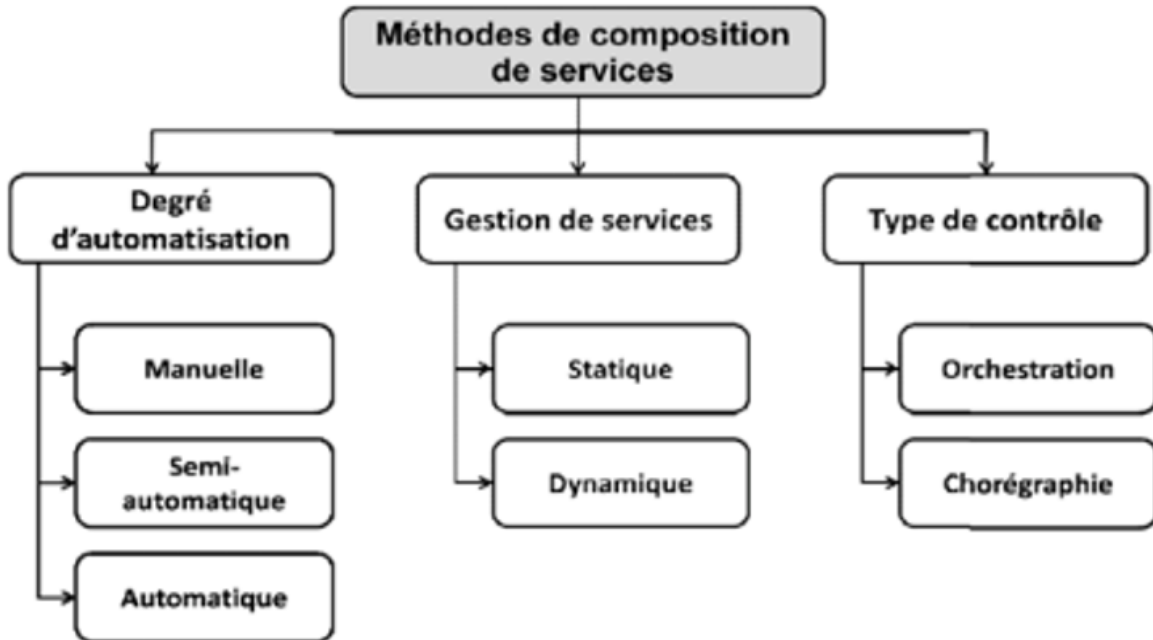 Méthodes de composition
de services
Degré
d'automatisation
Gestion de services
Type de contrôle
Manuelle
Statique
Orchestration
Semi-
automatique
Dynamique
Chorégraphie
Automatique